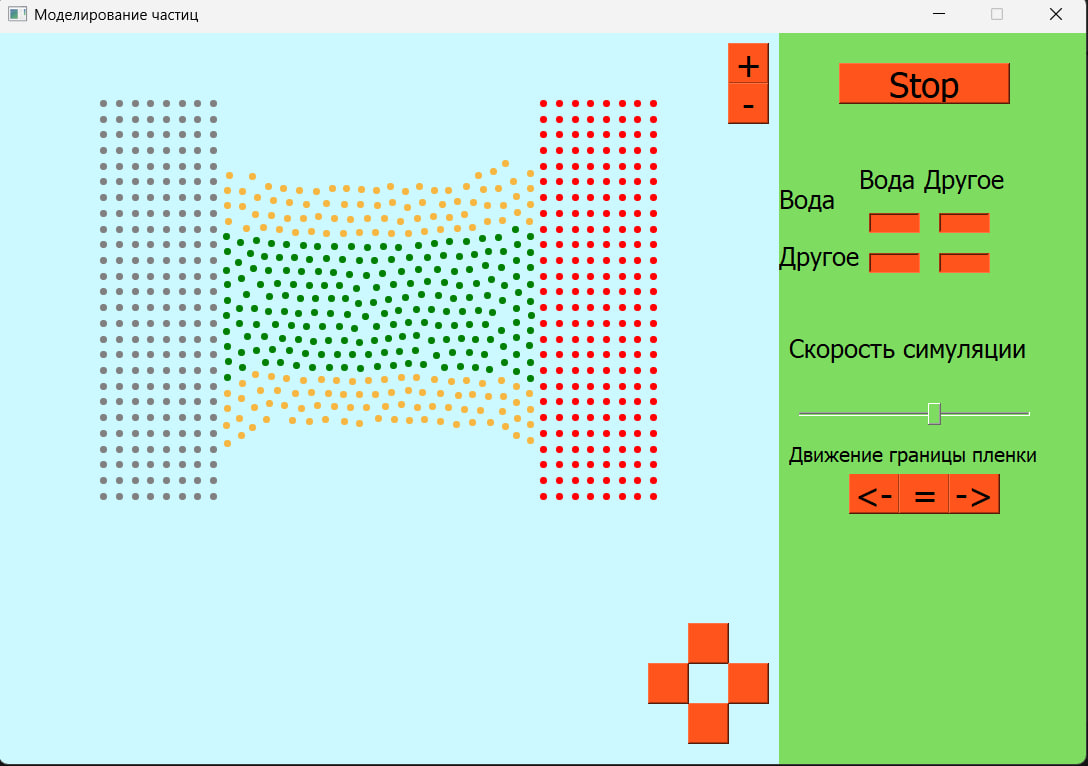 Моделирование частиц
+
-
Stop
Вода Другое
Вода
Другое
Скорость симуляции
Движение границы пленки
<- = ->